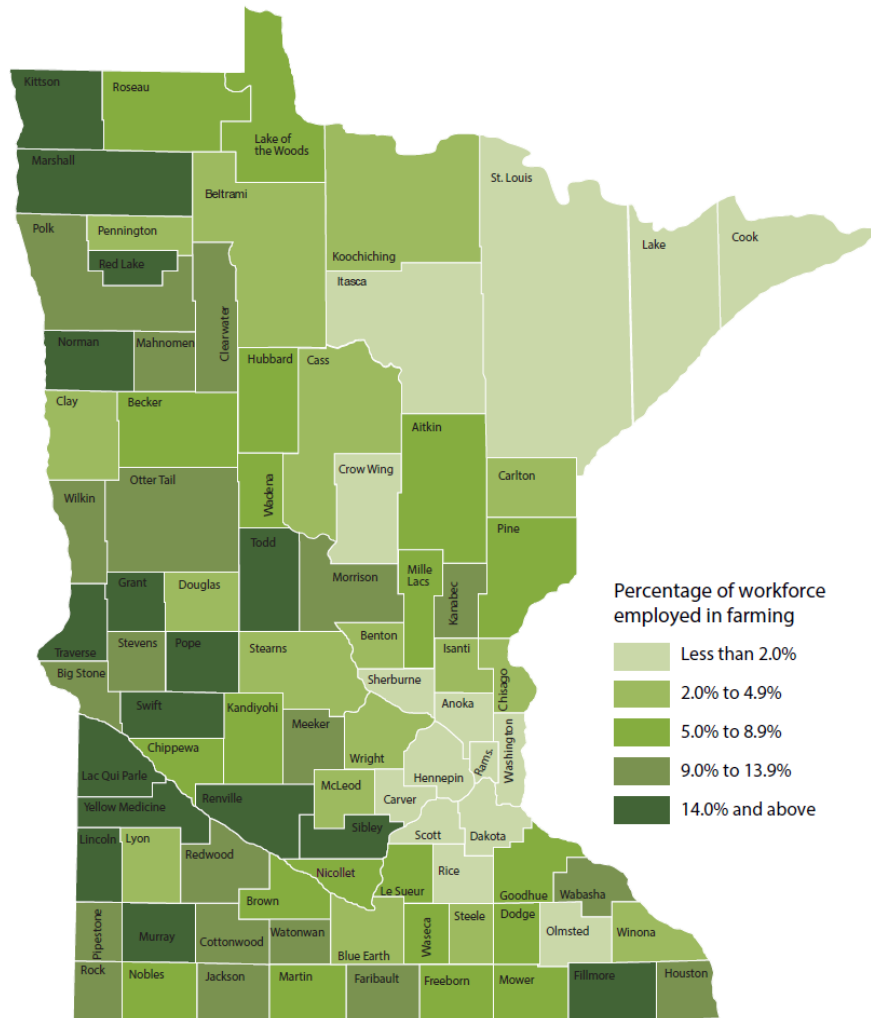 Kittson
Roseau
Lake of
the Woods
Marshall
Beltrami
St. Louis
Polk
Pennington
Koochiching
Lake
Cook
Red Lake
Itasca
Clearwater
Norman
Mahnomen
Hubbard
Cass
Clay
Becker
Aitkin
Crow Wing
Otter Tail
Wadena
Carlton
Wilkin
Pine
Todd
Morrison
Mille
Lacs
Kanabec
Grant
Douglas
Percentage of workforce
employed in farming
Less than 2.0%
2.0% to 4.9%
5.0% to 8.9%
9.0% to 13.9%
14.0% and above
Traverse
Stevens
Pope
Stearns
Benton
Isanti
Chisago
Big Stone
Sherburne
Swift
Kandiyohi
Anoka
Meeker
Washington
Chippewa
Wright
Rams.
Lac Qui Parle
Hennepin
McLeod
Renville
Carver
Yellow Medicine
Sibley
Scott
Dakota
Lincoln
Lyon
Redwood
Nicollet
Rice
Le Sueur
Goodhue
Wabasha
Brown
Pipestone
Murray
Cottonwood
Watonwan
Blue Earth
Waseca
Steele
Dodge
Olmsted
Winona
Rock
Nobles
Jackson
Martin
Faribault
Freeborn
Mower
Fillmore
Houston